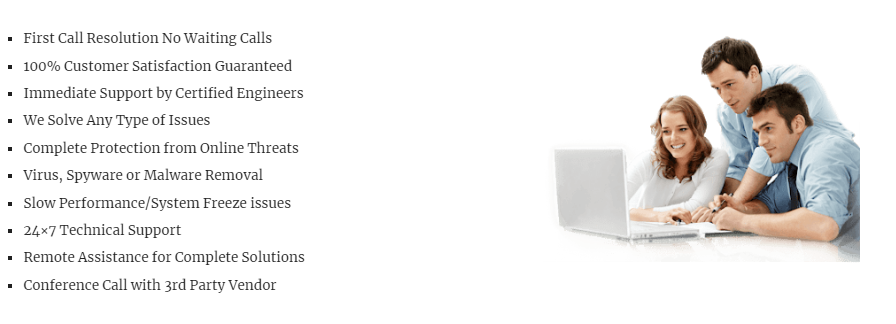 First Call Resolution No Waiting Calls
100% Customer Satisfaction Guaranteed
Immediate Support by Certified Engineers
We Solve Any Type of Issues
Complete Protection from Online Threats
Virus, Spyware or Malware Removal
Slow Performance/System Freeze issues
24×7 Technical Support
Remote Assistance for Complete Solutions
Conference Call with 3rd Party Vendor